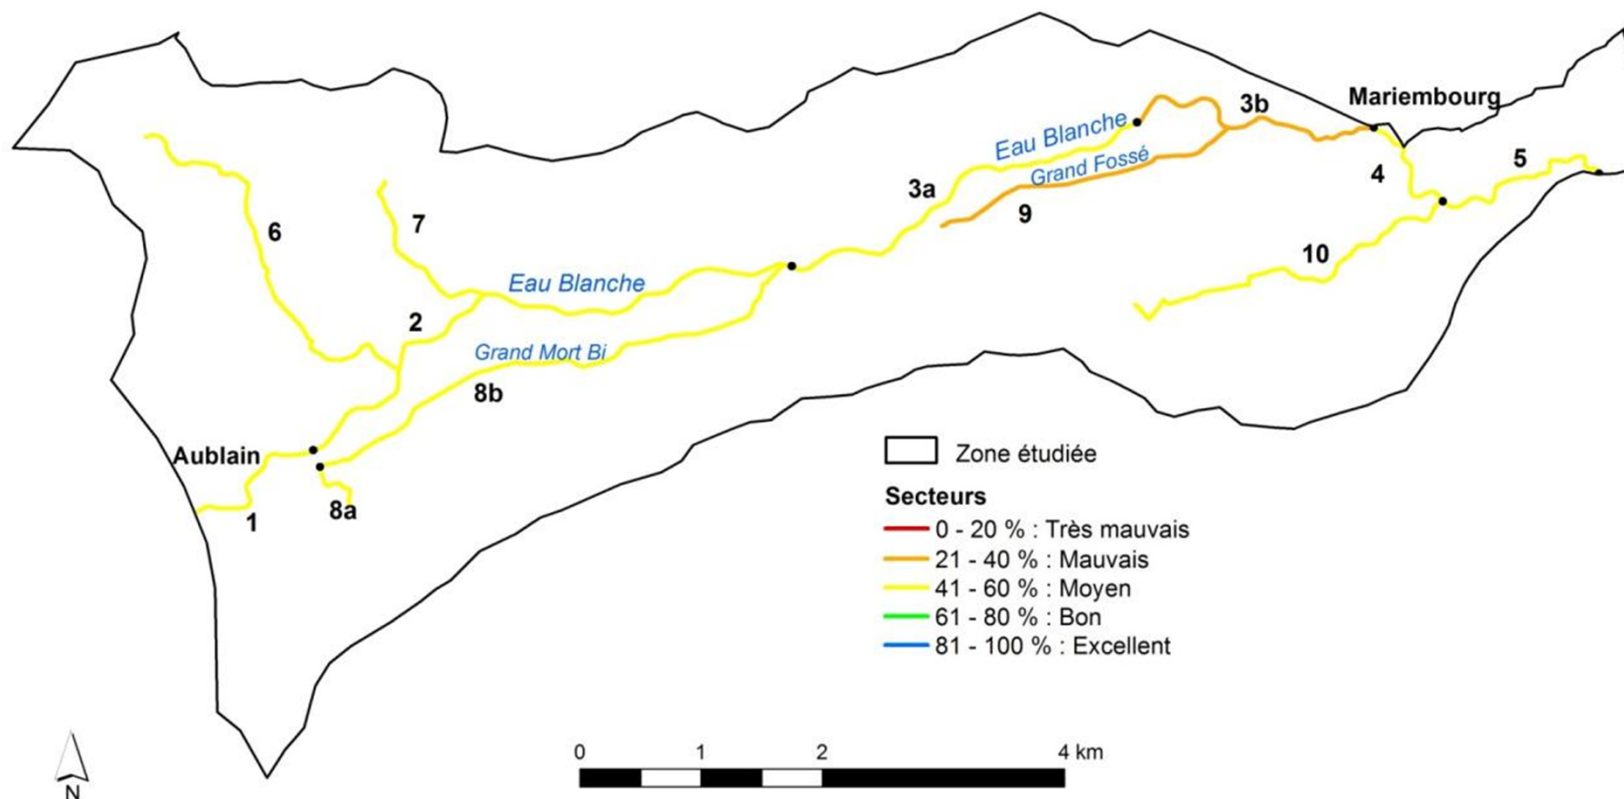 Mariembourg
3b
Eau Blanche
Grand Fossé
3a
9
4
5
10
6
7
Eau Blanche
2
Grand Mort Bi
8b
Aublain
1
8a
Zone étudiée
Secteurs
0 - 20 % : Très mauvais
21 - 40 % : Mauvais
41 - 60 % : Moyen
61 - 80 % : Bon
81 - 100 % : Excellent
0 1 2 4 km
N